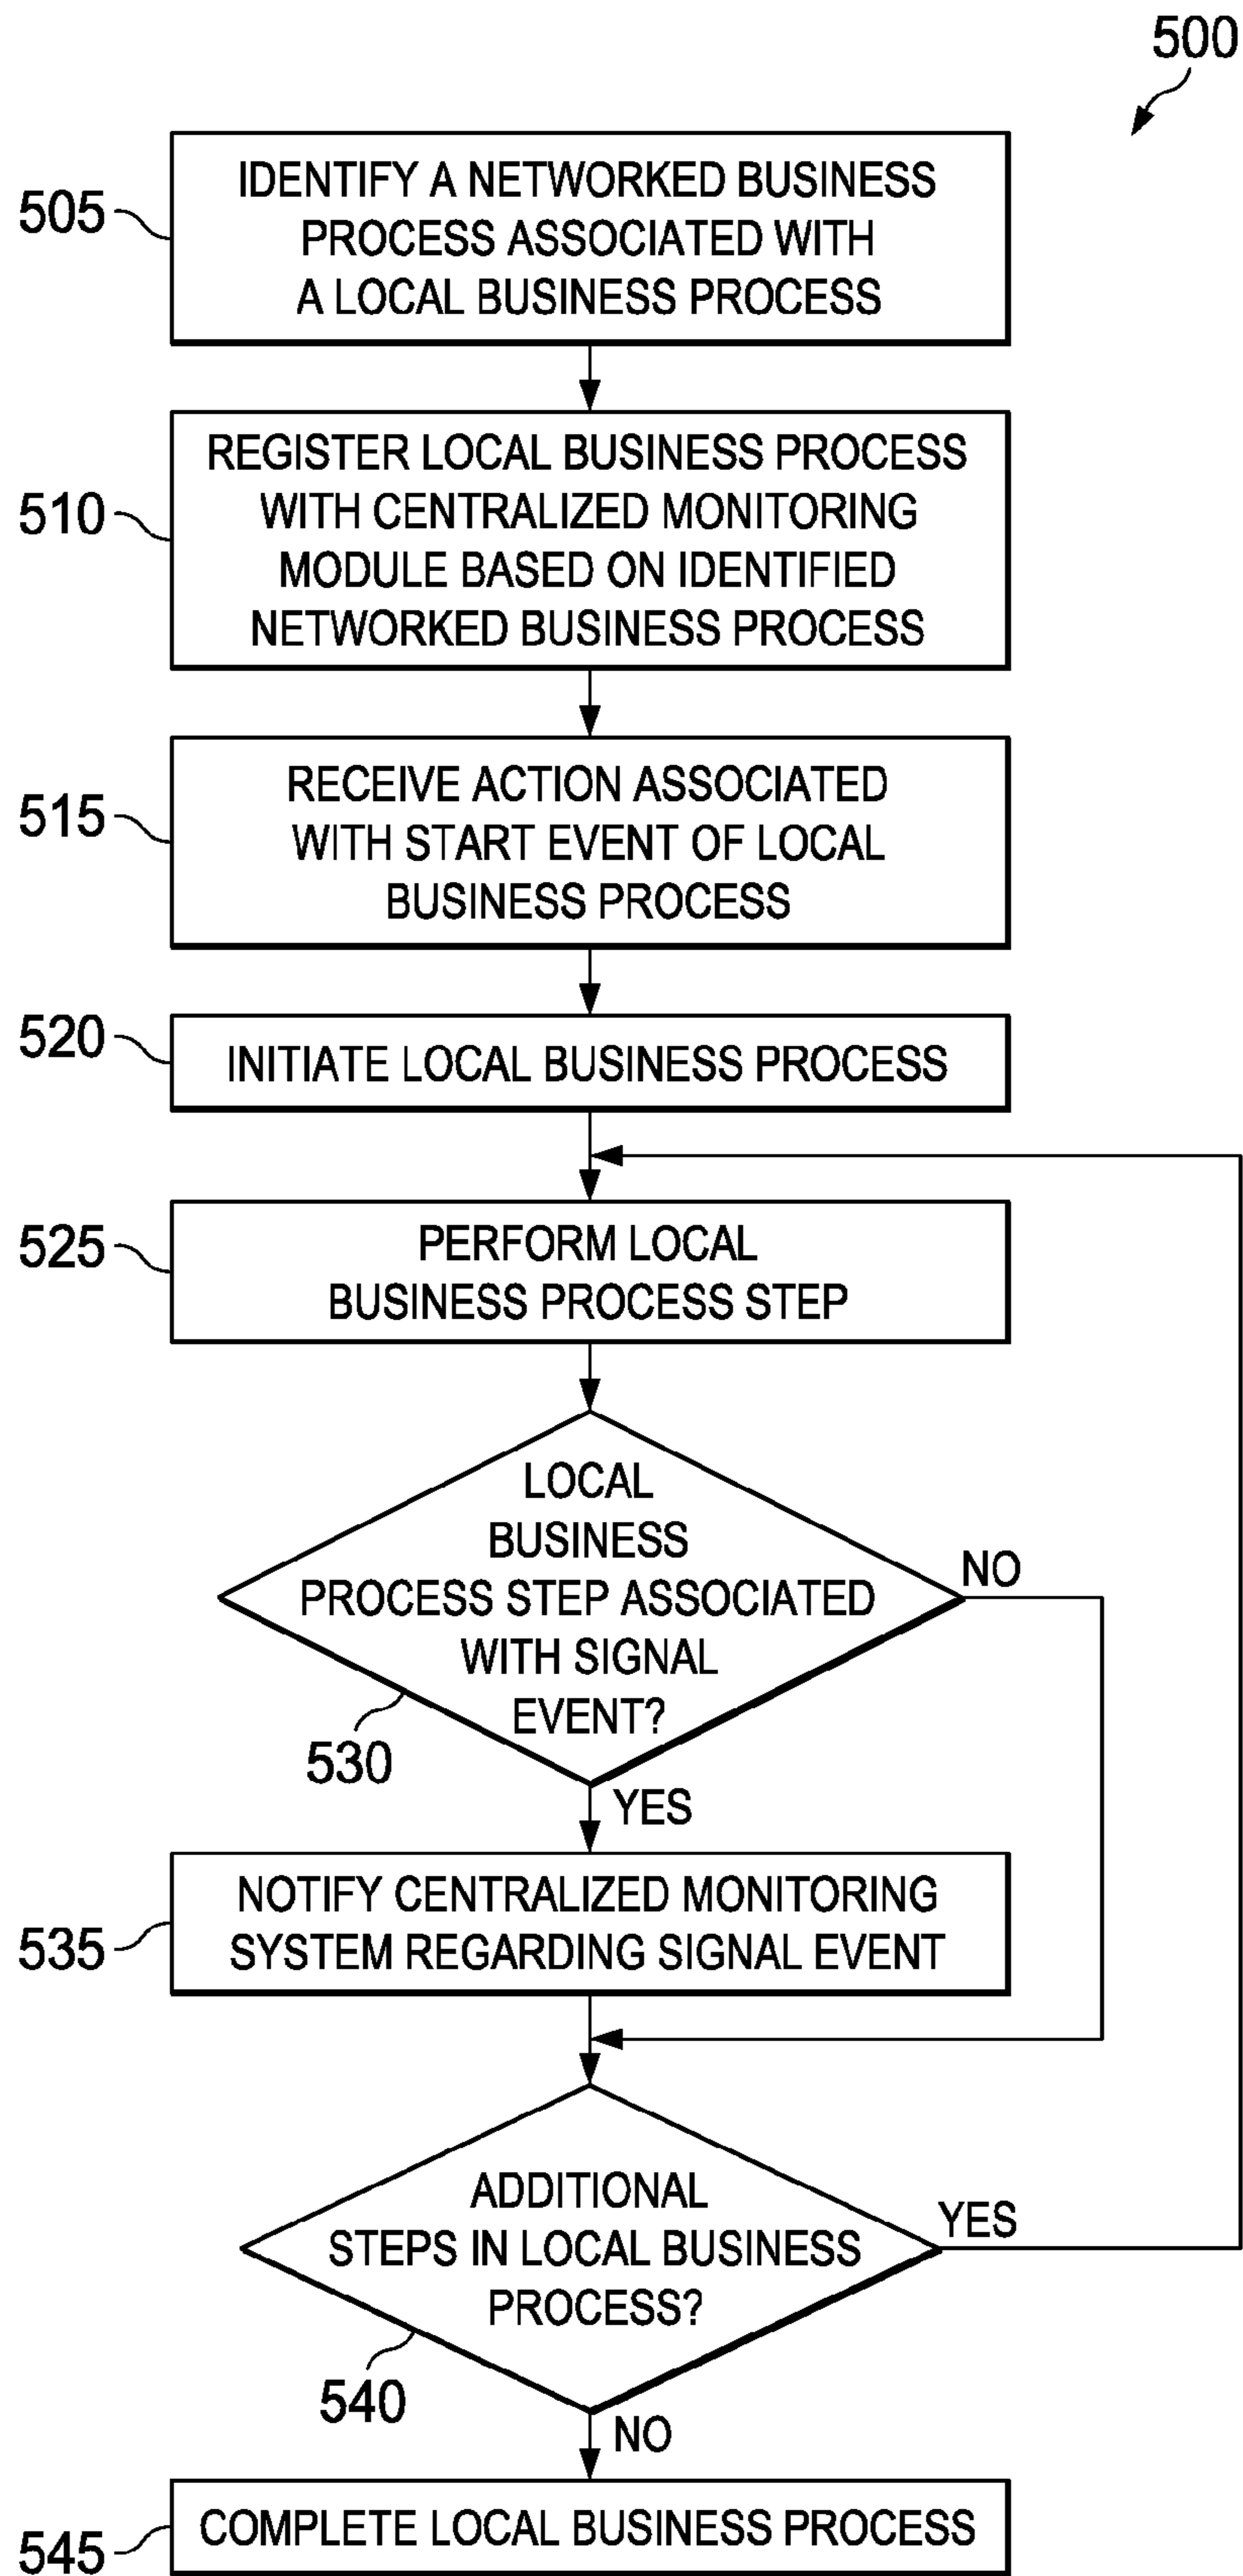 500
505
IDENTIFY A NETWORKED BUSINESS
PROCESS ASSOCIATED WITH
A LOCAL BUSINESS PROCESS
510
REGISTER LOCAL BUSINESS PROCESS
WITH CENTRALIZED MONITORING
MODULE BASED ON IDENTIFIED
NETWORKED BUSINESS PROCESS
515
RECEIVE ACTION ASSOCIATED
WITH START EVENT OF LOCAL
BUSINESS PROCESS
520
INITIATE LOCAL BUSINESS PROCESS
525
PERFORM LOCAL
BUSINESS PROCESS STEP
LOCAL
BUSINESS
PROCESS STEP ASSOCIATED
WITH SIGNAL
EVENT?
NO
530
YES
535
NOTIFY CENTRALIZED MONITORING
SYSTEM REGARDING SIGNAL EVENT
ADDITIONAL
STEPS IN LOCAL BUSINESS
PROCESS?
YES
540
NO
545
COMPLETE LOCAL BUSINESS PROCESS